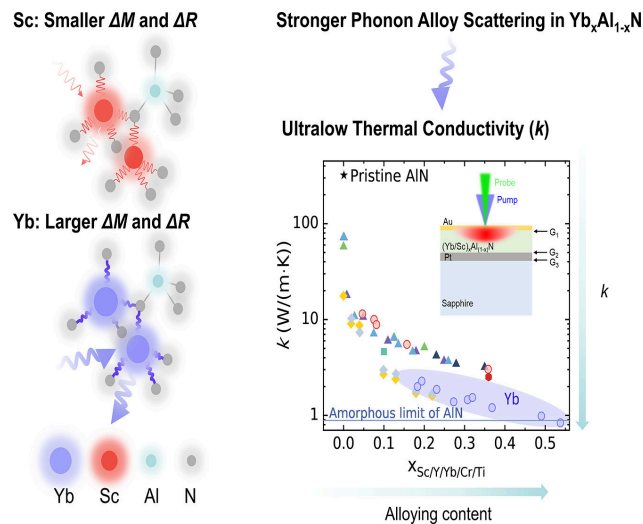 Sc: Smaller ΔM and ΔR
Yb: Larger ΔM and ΔR
Yb Sc Al N
Stronger Phonon Alloy Scattering in YbₓAl₁₋ₓN
Ultralow Thermal Conductivity (k)
★ Pristine AlN
Probe
Pump
Au
(Yb/Sc)ₓAl₍₁₋ₓ₎N
Pt
Sapphire
G₁
G₂
G₃
k (W/(m·K))
100
10
1
Yb
Amorphous limit of AlN
0.0 0.1 0.2 0.3 0.4 0.5
X Sc/Y/Yb/Cr/Ti
k
Alloying content